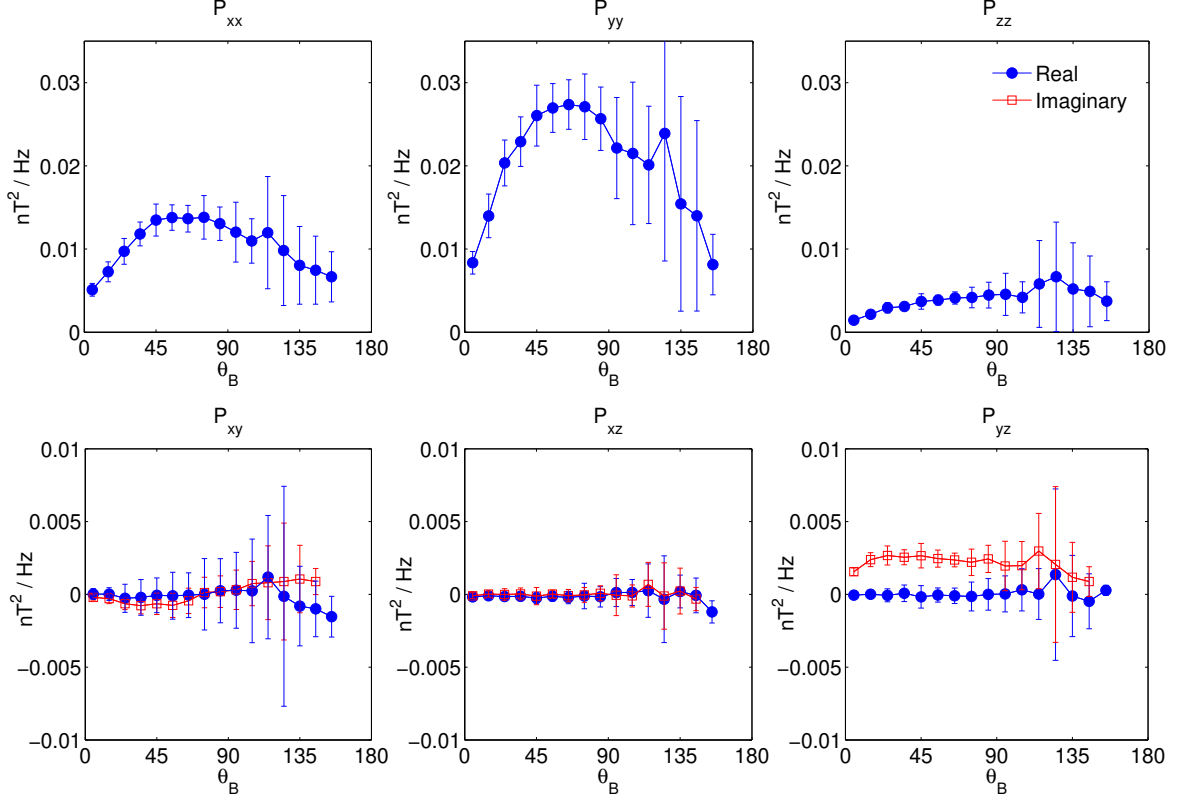 P_xx
nT^2 / Hz
0.03
0.02
0.01
0
0 45 90 135 180
θ_B
P_yy
nT^2 / Hz
0.03
0.02
0.01
0
0 45 90 135 180
θ_B
P_zz
nT^2 / Hz
0.03
0.02
0.01
0
0 45 90 135 180
θ_B
Real
Imaginary
P_xy
nT^2 / Hz
0.01
0.005
0
−0.005
−0.01
0 45 90 135 180
θ_B
P_xz
nT^2 / Hz
0.01
0.005
0
−0.005
−0.01
0 45 90 135 180
θ_B
P_yz
nT^2 / Hz
0.01
0.005
0
−0.005
−0.01
0 45 90 135 180
θ_B